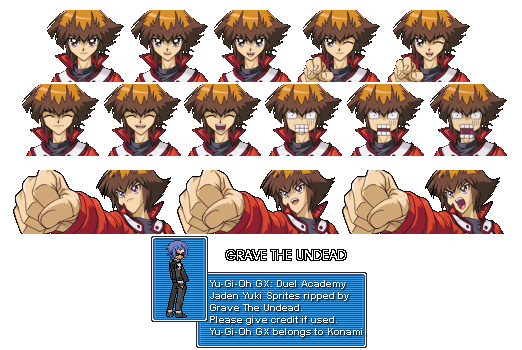 GRAVE THE UNDEAD
Yu-Gi-Oh GX: Duel Academy
Jaden Yuki Sprites ripped by
Grave The Undead.
Please give credit if used.
Yu-Gi-Oh GX belongs to Konami